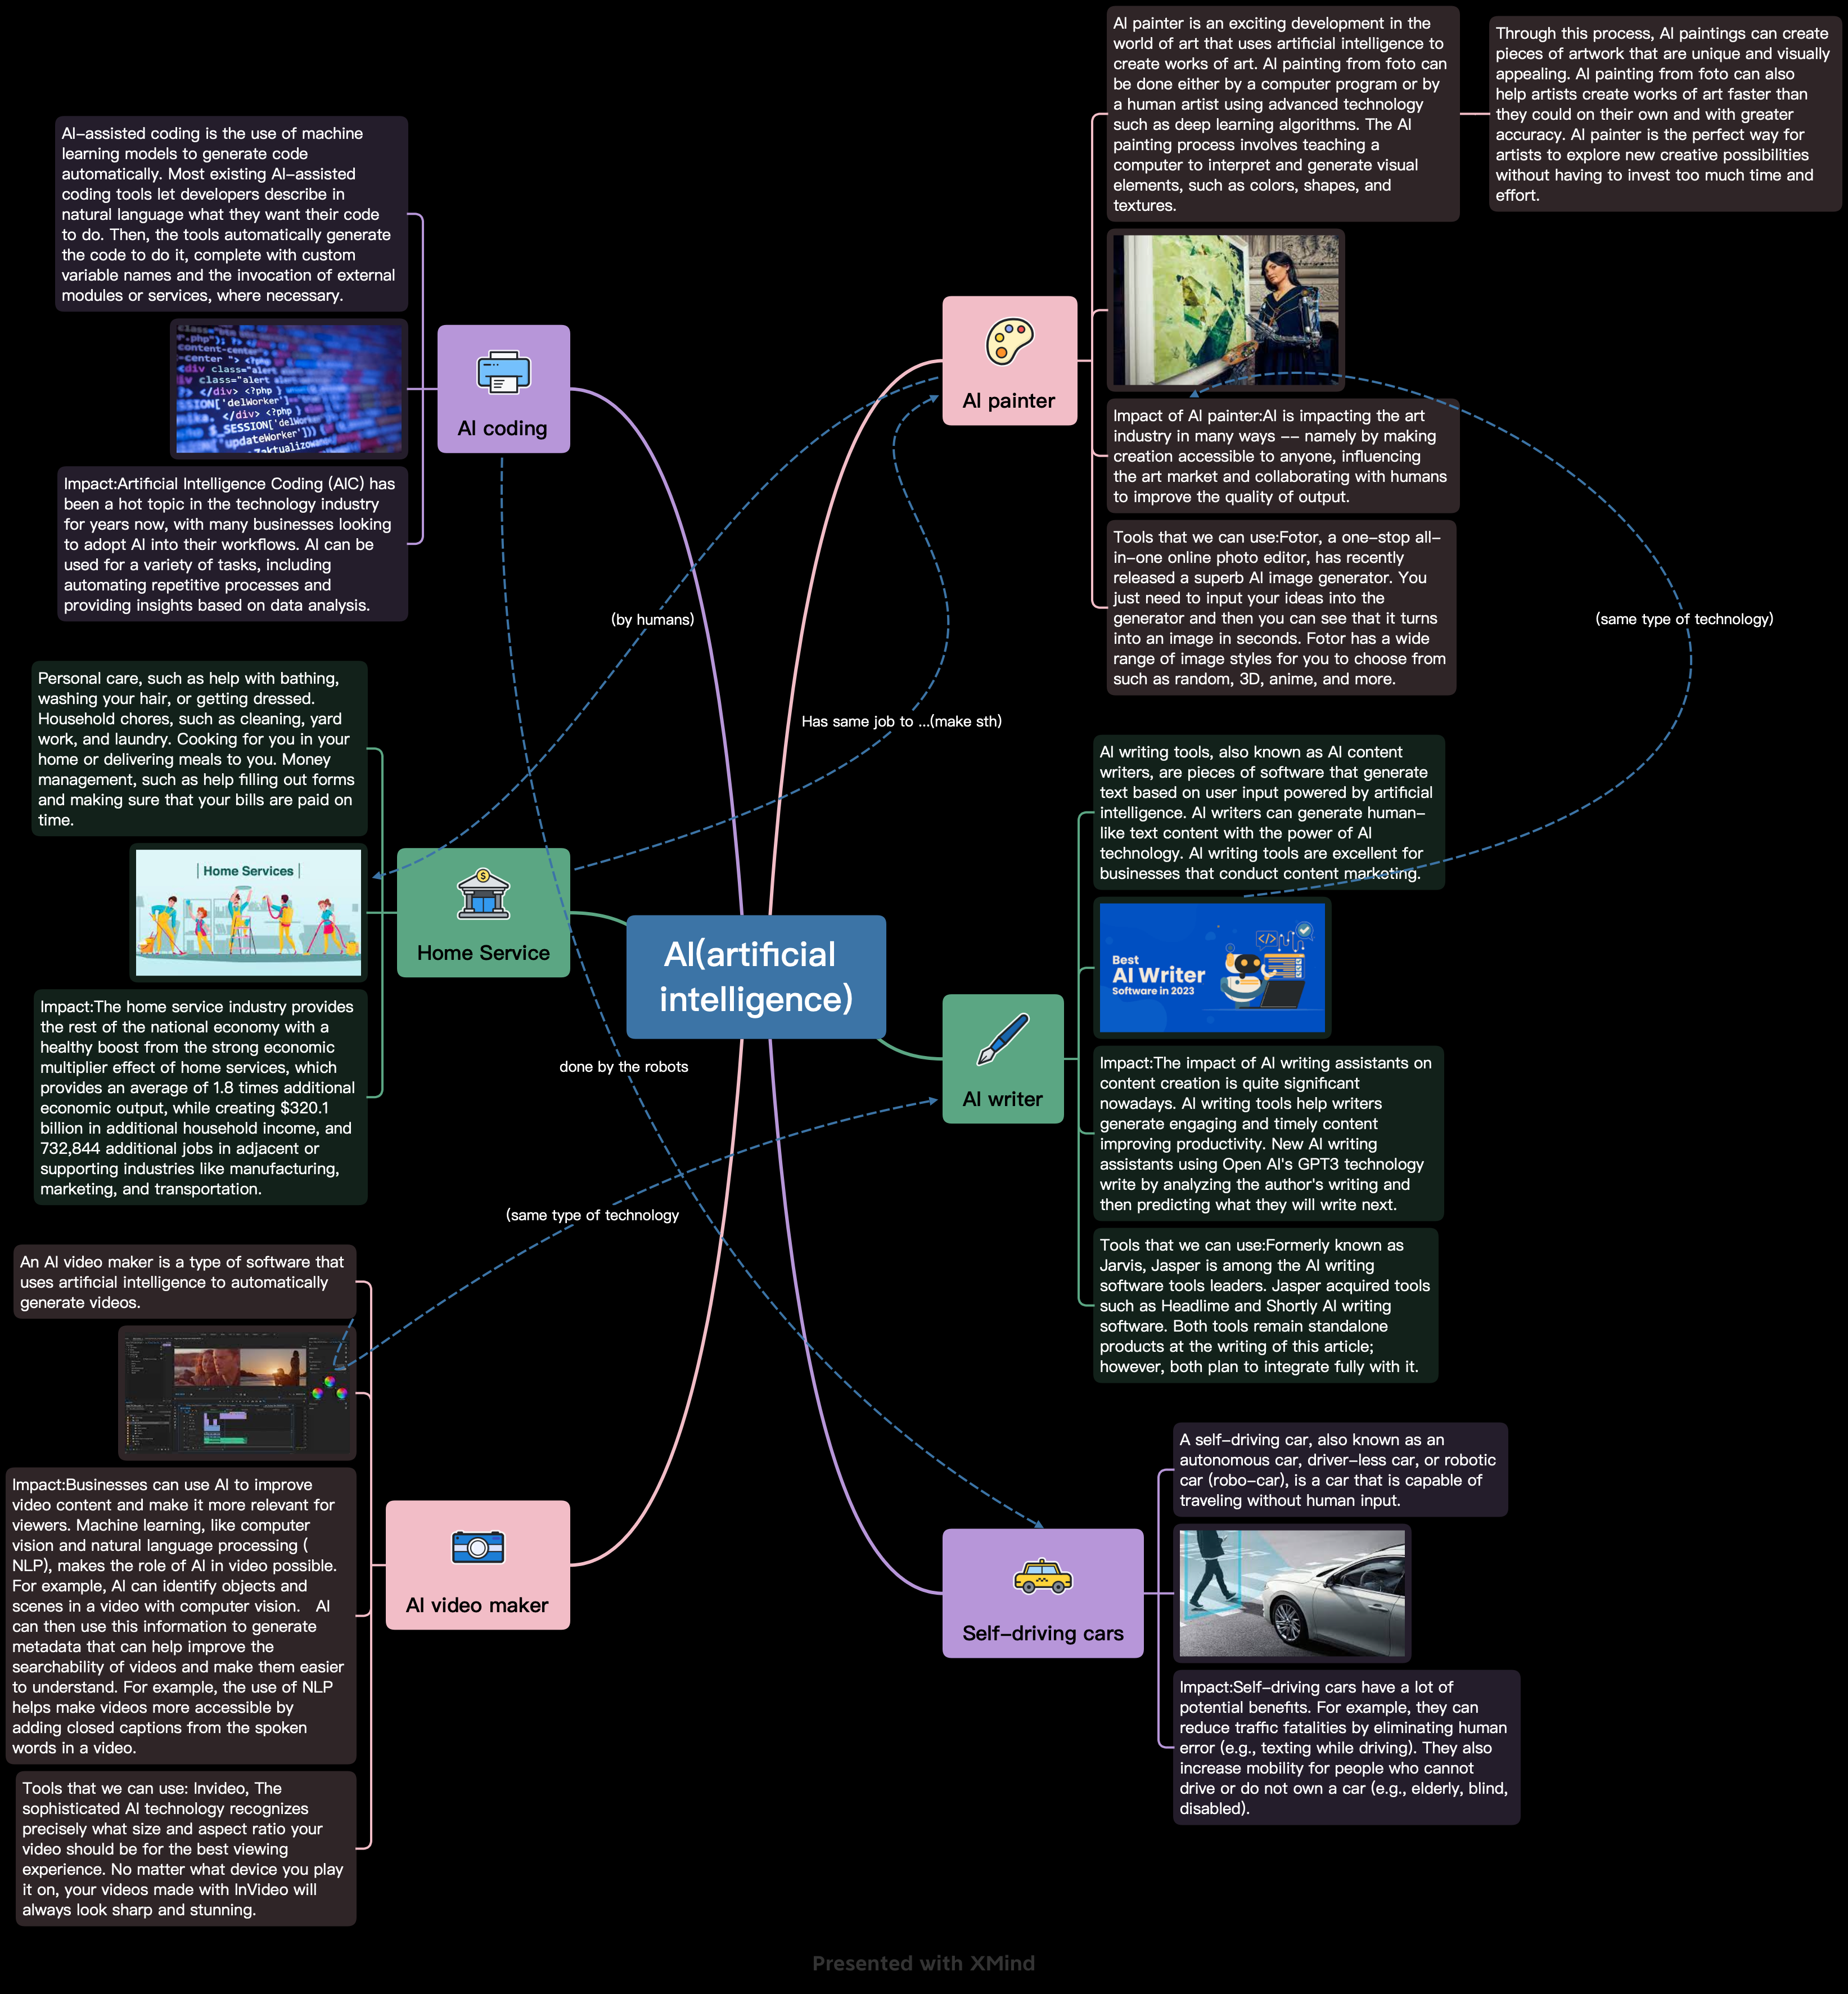 AI painter is an exciting development in the
world of art that uses artificial intelligence to
create works of art. AI painting from foto can
be done either by a computer program or by
a human artist using advanced technology
such as deep learning algorithms. The AI
painting process involves teaching a
computer to interpret and generate visual
elements, such as colors, shapes, and
textures.
Through this process, AI paintings can create
pieces of artwork that are unique and visually
appealing. AI painting from foto can also
help artists create works of art faster than
they could on their own and with greater
accuracy. AI painter is the perfect way for
artists to explore new creative possibilities
without having to invest too much time and
effort.
AI painter
Impact of AI painter:AI is impacting the art
industry in many ways -- namely by making
creation accessible to anyone, influencing
the art market and collaborating with humans
to improve the quality of output.
Tools that we can use:Fotor, a one-stop all-
in-one online photo editor, has recently
released a superb AI image generator. You
just need to input your ideas into the
generator and then you can see that it turns
into an image in seconds. Fotor has a wide
range of image styles for you to choose from
such as random, 3D, anime, and more.
AI-assisted coding is the use of machine
learning models to generate code
automatically. Most existing AI-assisted
coding tools let developers describe in
natural language what they want their code
to do. Then, the tools automatically generate
the code to do it, complete with custom
variable names and the invocation of external
modules or services, where necessary.
content-center">
<div class="alert
</div> <?php
SESSION['delWorker']
</div> <?php
$_SESSION['delWorker
['updateWorker']))
Zaktualizowan
AI coding
Impact:Artificial Intelligence Coding (AIC) has
been a hot topic in the technology industry
for years now, with many businesses looking
to adopt AI into their workflows. AI can be
used for a variety of tasks, including
automating repetitive processes and
providing insights based on data analysis.
(by humans)
(same type of technology)
Has same job to ...(make sth)
Personal care, such as help with bathing,
washing your hair, or getting dressed.
Household chores, such as cleaning, yard
work, and laundry. Cooking for you in your
home or delivering meals to you. Money
management, such as help filling out forms
and making sure that your bills are paid on
time.
| Home Services |
$
Home Service
Impact:The home service industry provides
the rest of the national economy with a
healthy boost from the strong economic
multiplier effect of home services, which
provides an average of 1.8 times additional
economic output, while creating $320.1
billion in additional household income, and
732,844 additional jobs in adjacent or
supporting industries like manufacturing,
marketing, and transportation.
AI(artificial
intelligence)
AI writing tools, also known as AI content
writers, are pieces of software that generate
text based on user input powered by artificial
intelligence. AI writers can generate human-
like text content with the power of AI
technology. AI writing tools are excellent for
businesses that conduct content marketing.
</>
Best
AI Writer
Software in 2023
AI writer
Impact:The impact of AI writing assistants on
content creation is quite significant
nowadays. AI writing tools help writers
generate engaging and timely content
improving productivity. New AI writing
assistants using Open AI's GPT3 technology
write by analyzing the author's writing and
then predicting what they will write next.
Tools that we can use:Formerly known as
Jarvis, Jasper is among the AI writing
software tools leaders. Jasper acquired tools
such as Headlime and Shortly AI writing
software. Both tools remain standalone
products at the writing of this article;
however, both plan to integrate fully with it.
done by the robots
(same type of technology
An AI video maker is a type of software that
uses artificial intelligence to automatically
generate videos.
AI video maker
Impact:Businesses can use AI to improve
video content and make it more relevant for
viewers. Machine learning, like computer
vision and natural language processing (
NLP), makes the role of AI in video possible.
For example, AI can identify objects and
scenes in a video with computer vision.   AI
can then use this information to generate
metadata that can help improve the
searchability of videos and make them easier
to understand. For example, the use of NLP
helps make videos more accessible by
adding closed captions from the spoken
words in a video.
Tools that we can use: Invideo, The
sophisticated AI technology recognizes
precisely what size and aspect ratio your
video should be for the best viewing
experience. No matter what device you play
it on, your videos made with InVideo will
always look sharp and stunning.
A self-driving car, also known as an
autonomous car, driver-less car, or robotic
car (robo-car), is a car that is capable of
traveling without human input.
Self-driving cars
Impact:Self-driving cars have a lot of
potential benefits. For example, they can
reduce traffic fatalities by eliminating human
error (e.g., texting while driving). They also
increase mobility for people who cannot
drive or do not own a car (e.g., elderly, blind,
disabled).
Presented with XMind